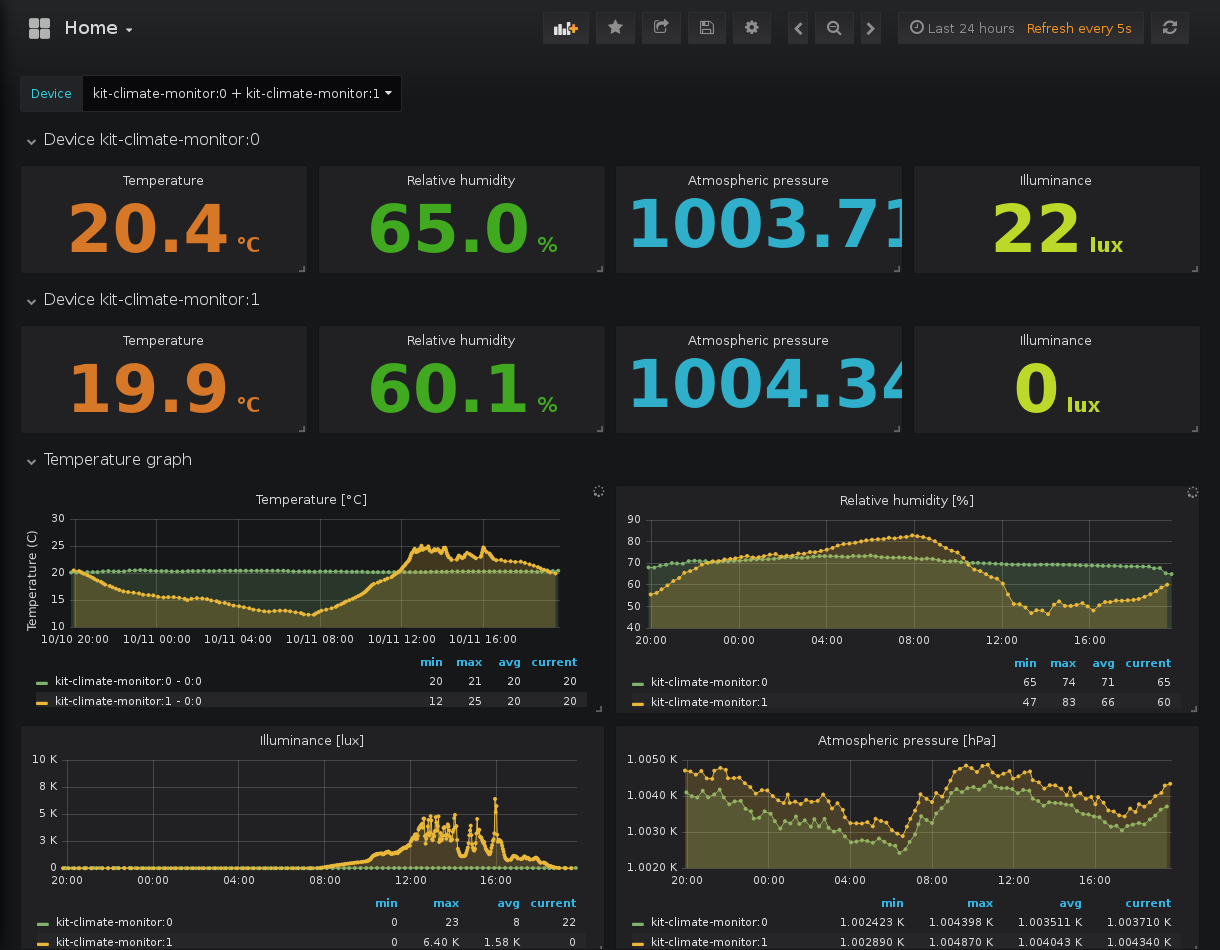 Home
Last 24 hours Refresh every 5s
Device kit-climate-monitor:0 + kit-climate-monitor:1
Device kit-climate-monitor:0
Temperature Relative humidity Atmospheric pressure Illuminance
20.4 °C 65.0 % 1003.71 22 lux
Device kit-climate-monitor:1
Temperature Relative humidity Atmospheric pressure Illuminance
19.9 °C 60.1 % 1004.34 0 lux
Temperature graph
Temperature [°C]
Temperature (C)
30
25
20
15
10
10/10 20:00 10/11 00:00 10/11 04:00 10/11 08:00 10/11 12:00 10/11 16:00
min max avg current
kit-climate-monitor:0 - 0:0 20 21 20 20
kit-climate-monitor:1 - 0:0 12 25 20 20
Relative humidity [%]
90
80
70
60
50
40
20:00 00:00 04:00 08:00 12:00 16:00
min max avg current
kit-climate-monitor:0 65 74 71 65
kit-climate-monitor:1 47 83 66 60
Illuminance [lux]
10 K
8 K
5 K
3 K
0
20:00 00:00 04:00 08:00 12:00 16:00
min max avg current
kit-climate-monitor:0 0 23 8 22
kit-climate-monitor:1 0 6.40 K 1.58 K 0
Atmospheric pressure [hPa]
1.0050 K
1.0040 K
1.0030 K
1.0020 K
20:00 00:00 04:00 08:00 12:00 16:00
min max avg current
kit-climate-monitor:0 1.002423 K 1.004398 K 1.003511 K 1.003710 K
kit-climate-monitor:1 1.002890 K 1.004870 K 1.004043 K 1.004340 K